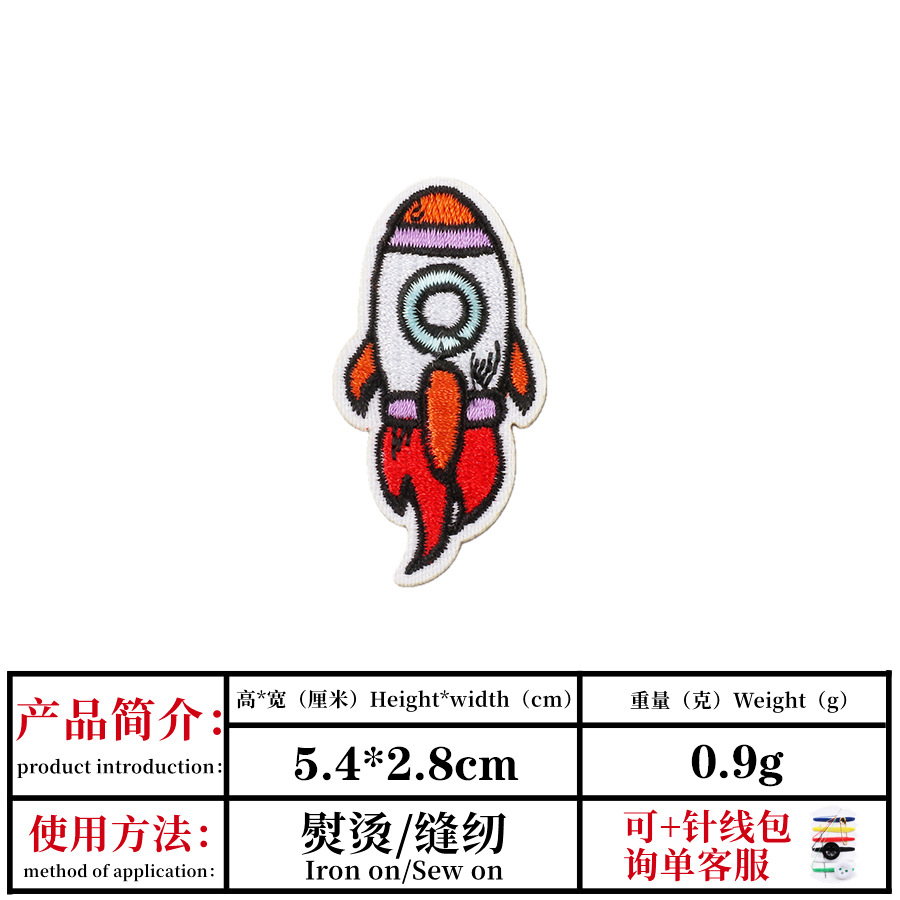 产品简介：
product introduction：
高*宽（厘米）Height*width（cm）
重量（克）Weight（g）
5.4*2.8cm
0.9g
使用方法：
method of application：
熨烫/缝纫
Iron on/Sew on
可+针线包
询单客服